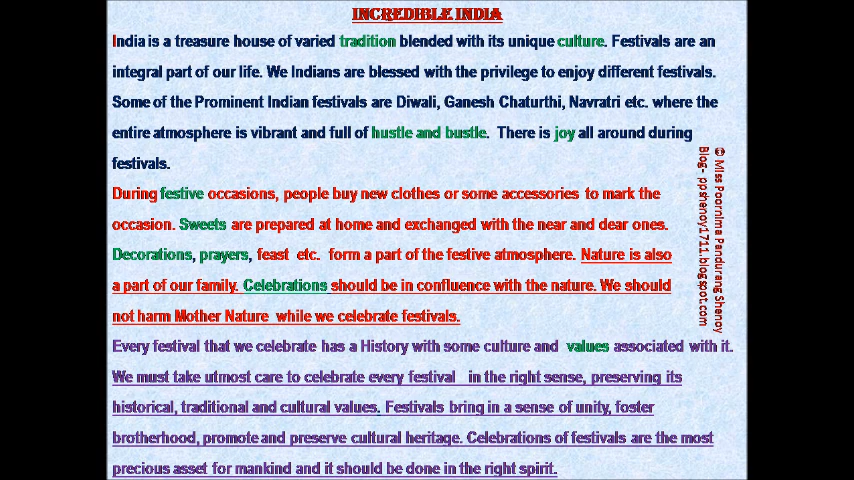 INCREDIBLE INDIA
India is a treasure house of varied tradition blended with its unique culture. Festivals are an
integral part of our life. We Indians are blessed with the privilege to enjoy different festivals.
Some of the Prominent Indian festivals are Diwali, Ganesh Chaturthi, Navratri etc. where the
entire atmosphere is vibrant and full of hustle and bustle. There is joy all around during
festivals.
During festive occasions, people buy new clothes or some accessories to mark the
occasion. Sweets are prepared at home and exchanged with the near and dear ones.
Decorations, prayers, feast etc. form a part of the festive atmosphere. Nature is also
a part of our family. Celebrations should be in confluence with the nature. We should
not harm Mother Nature while we celebrate festivals.
Every festival that we celebrate has a History with some culture and values associated with it.
We must take utmost care to celebrate every festival in the right sense, preserving its
historical, traditional and cultural values. Festivals bring in a sense of unity, foster
brotherhood, promote and preserve cultural heritage. Celebrations of festivals are the most
precious asset for mankind and it should be done in the right spirit.
© Miss Poornima Pandurang Shenoy
Blog- ppshenoy1711.blogspot.com